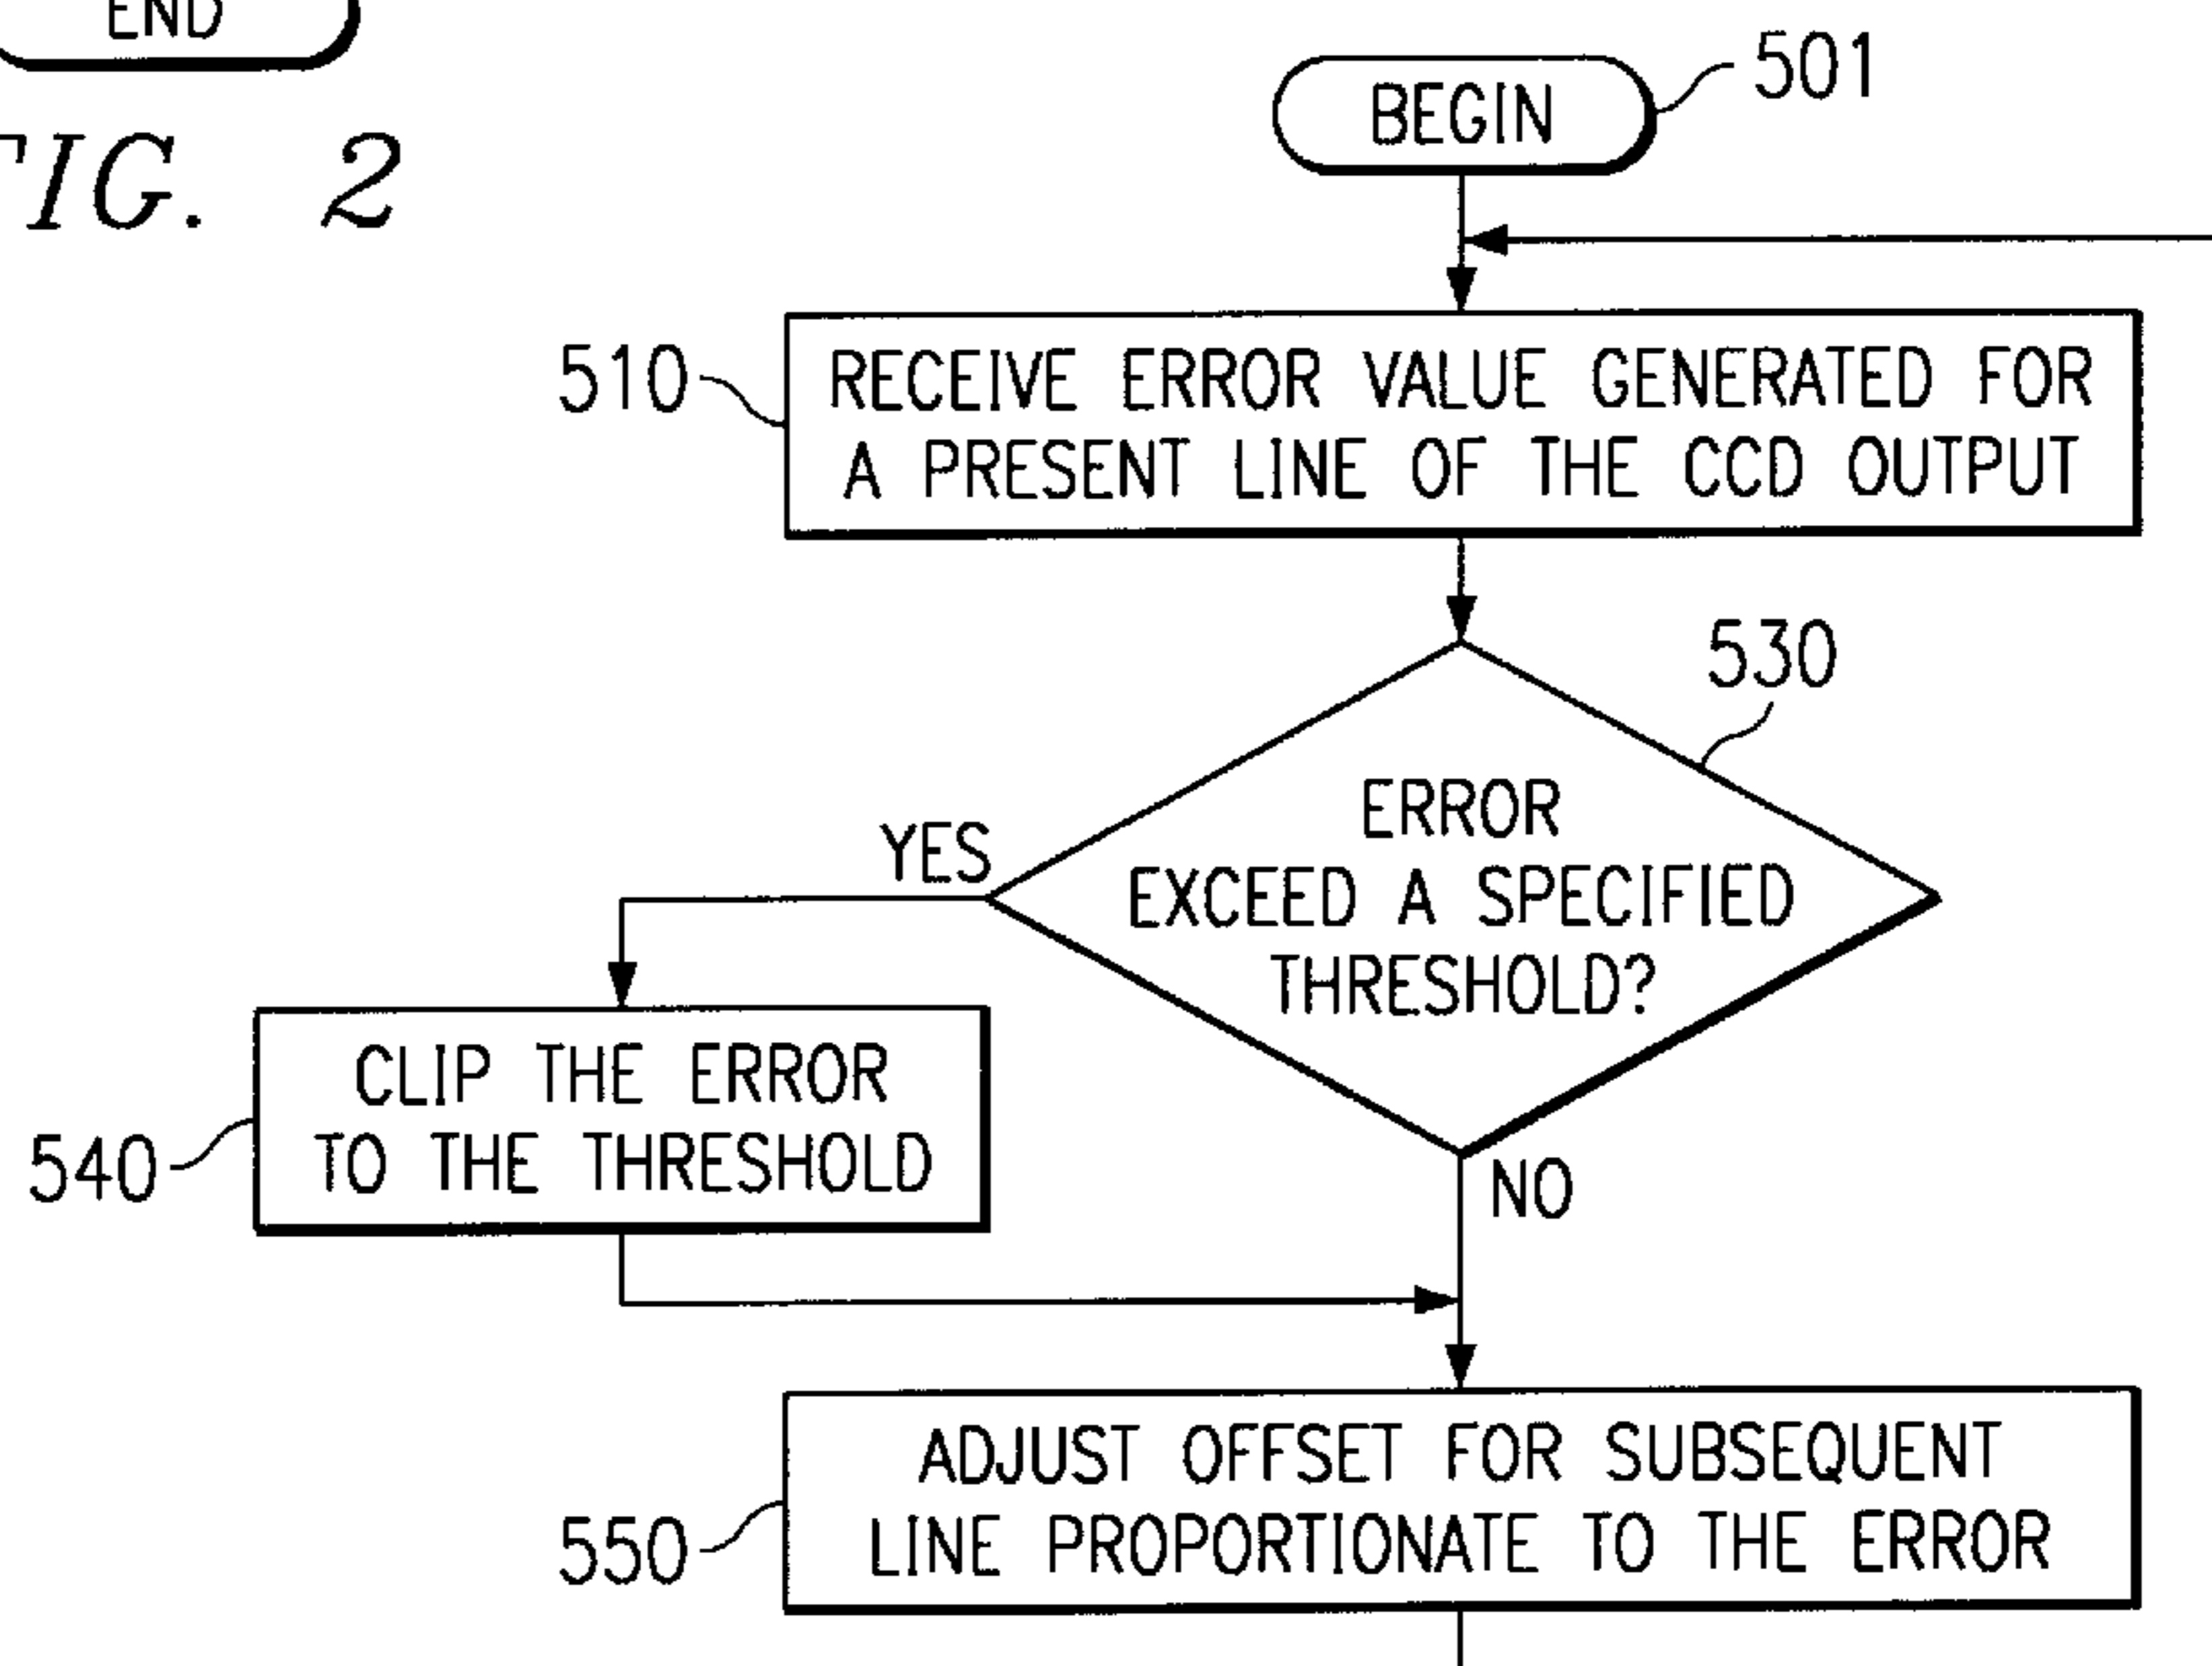 END
FIG. 2
BEGIN
501
510
RECEIVE ERROR VALUE GENERATED FOR
A PRESENT LINE OF THE CCD OUTPUT
530
ERROR
EXCEED A SPECIFIED
THRESHOLD?
YES
NO
540
CLIP THE ERROR
TO THE THRESHOLD
550
ADJUST OFFSET FOR SUBSEQUENT
LINE PROPORTIONATE TO THE ERROR